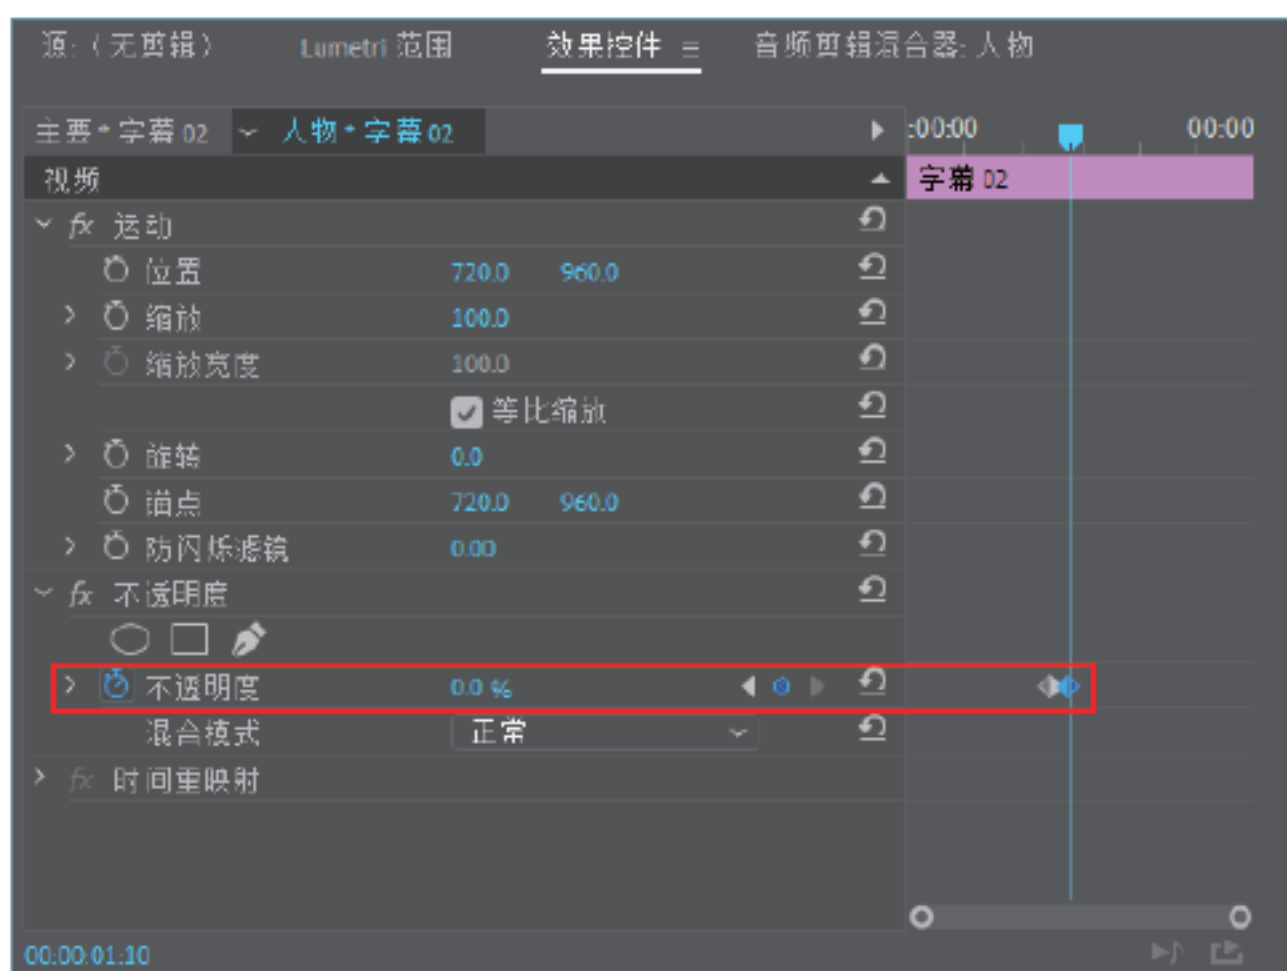 源:（无剪辑） Lumetri 范围 效果控件 ≡ 音频剪辑混合器: 人物
主要 * 字幕 02 人物 * 字幕 02 :00:00 00:00
视频 字幕 02
fx 运动
位置 720.0 960.0
缩放 100.0
缩放宽度 100.0
等比缩放
旋转 0.0
锚点 720.0 960.0
防闪烁滤镜 0.00
fx 不透明度
不透明度 0.0 %
混合模式 正常
fx 时间重映射
00:00:01:10